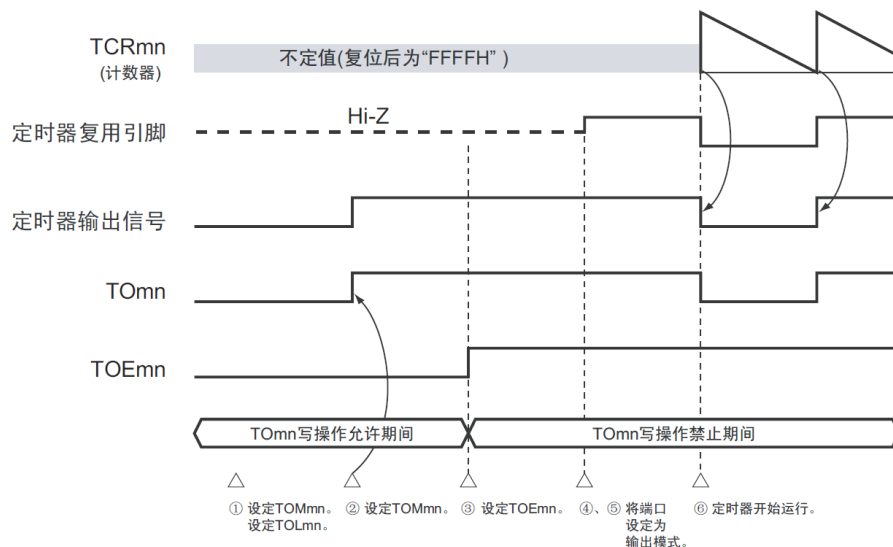 TCRmn
(计数器)
不定值(复位后为“FFFFH” )
Hi-Z
定时器复用引脚
定时器输出信号
TOmn
TOEmn
TOmn写操作允许期间
TOmn写操作禁止期间
① 设定TOMmn。
设定TOLmn。
② 设定TOMmn。
③ 设定TOEmn。
④、⑤ 将端口
设定为
输出模式。
⑥ 定时器开始运行。